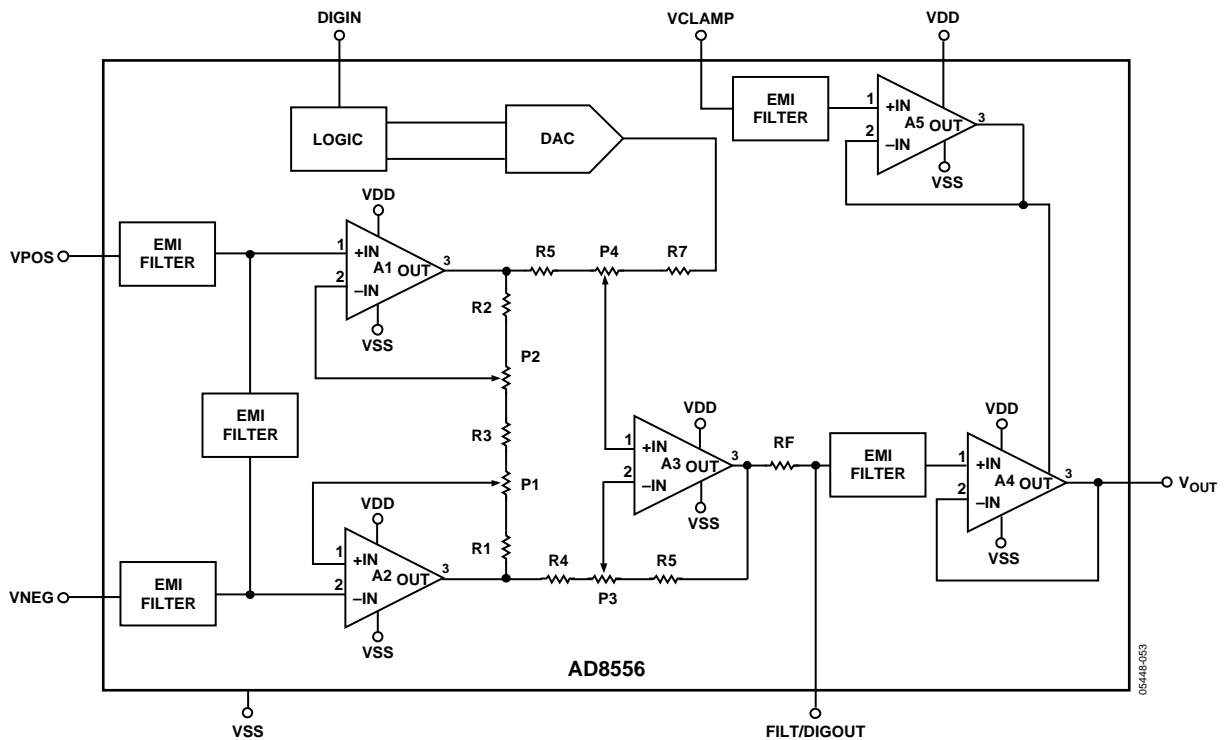 DIGIN
VCLAMP
VDD
LOGIC
DAC
EMI
FILTER
1
+IN
A5
OUT
3
2
–IN
VSS
VDD
VPOS
EMI
FILTER
1
+IN
A1
OUT
3
2
–IN
VSS
R5
P4
R7
R2
P2
EMI
FILTER
R3
P1
VDD
1
+IN
A3
OUT
3
2
–IN
VSS
RF
EMI
FILTER
VDD
1
+IN
A4
OUT
3
2
–IN
VSS
VOUT
VDD
R1
VNEG
EMI
FILTER
1
+IN
A2
OUT
3
2
–IN
VSS
R4
P3
R5
AD8556
VSS
FILT/DIGOUT
05448-053